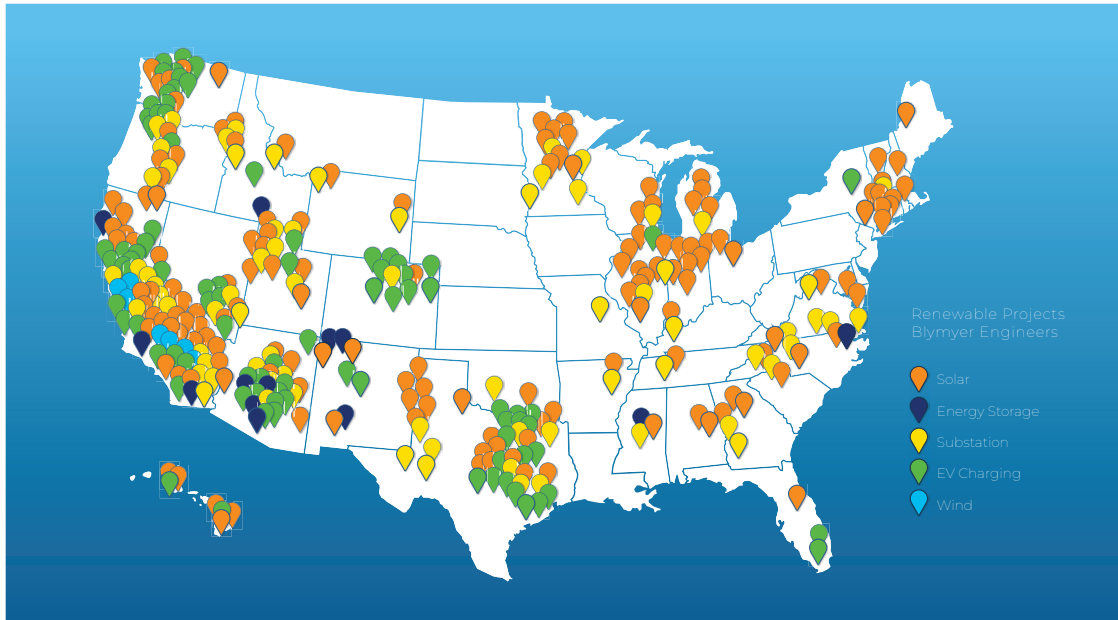 Renewable Projects
Blymyer Engineers
Solar
Energy Storage
Substation
EV Charging
Wind